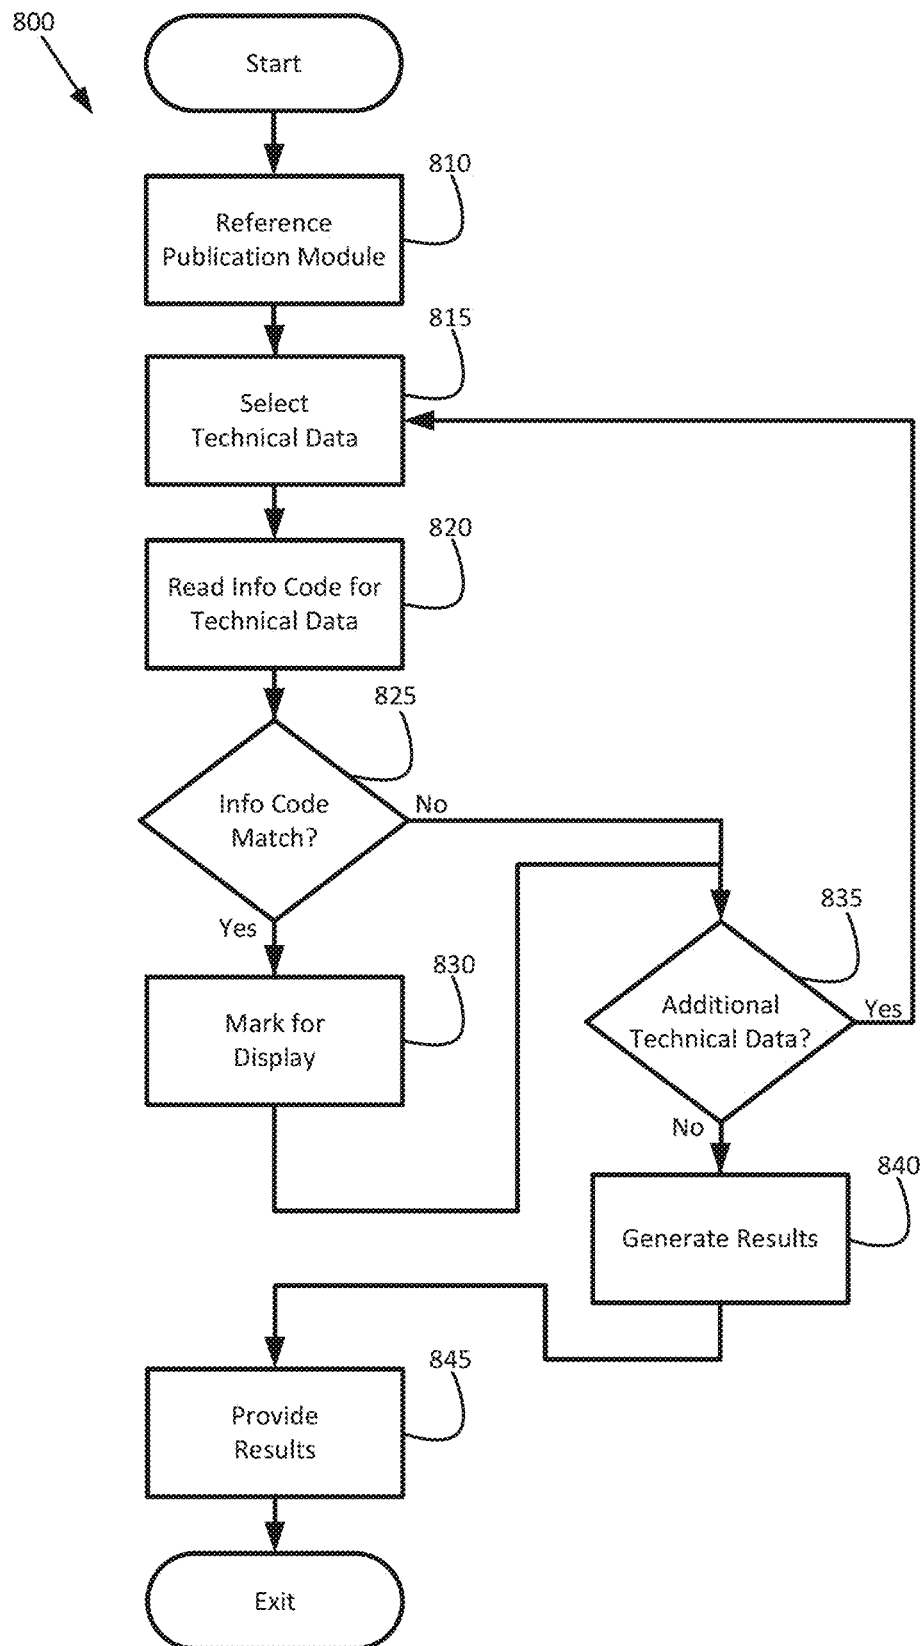 800
Start
810
Reference
Publication Module
815
Select
Technical Data
820
Read Info Code for
Technical Data
825
Info Code
Match?
No
Yes
830
Mark for
Display
835
Additional
Technical Data?
Yes
No
840
Generate Results
845
Provide
Results
Exit